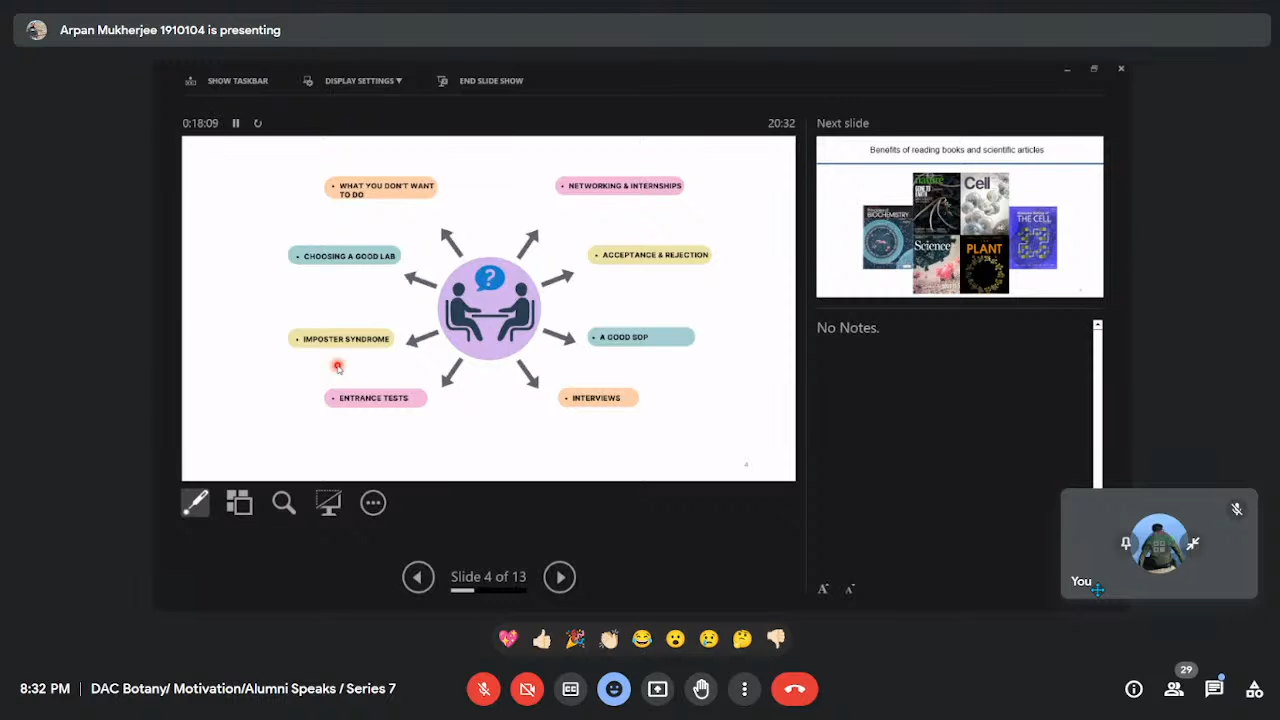 Arpan Mukherjee 1910104 is presenting
SHOW TASKBAR
DISPLAY SETTINGS ▼
END SLIDE SHOW
0:18:09
20:32
Next slide
• WHAT YOU DON'T WANT
TO DO
• NETWORKING & INTERNSHIPS
• CHOOSING A GOOD LAB
• ACCEPTANCE & REJECTION
?
• IMPOSTER SYNDROME
• A GOOD SOP
• ENTRANCE TESTS
• INTERVIEWS
4
Benefits of reading books and scientific articles
nature
Cell
BIOCHEMISTRY
THE CELL
Science
PLANT
No Notes.
Slide 4 of 13
A
A
You
8:32 PM
DAC Botany/ Motivation/Alumni Speaks / Series 7
29